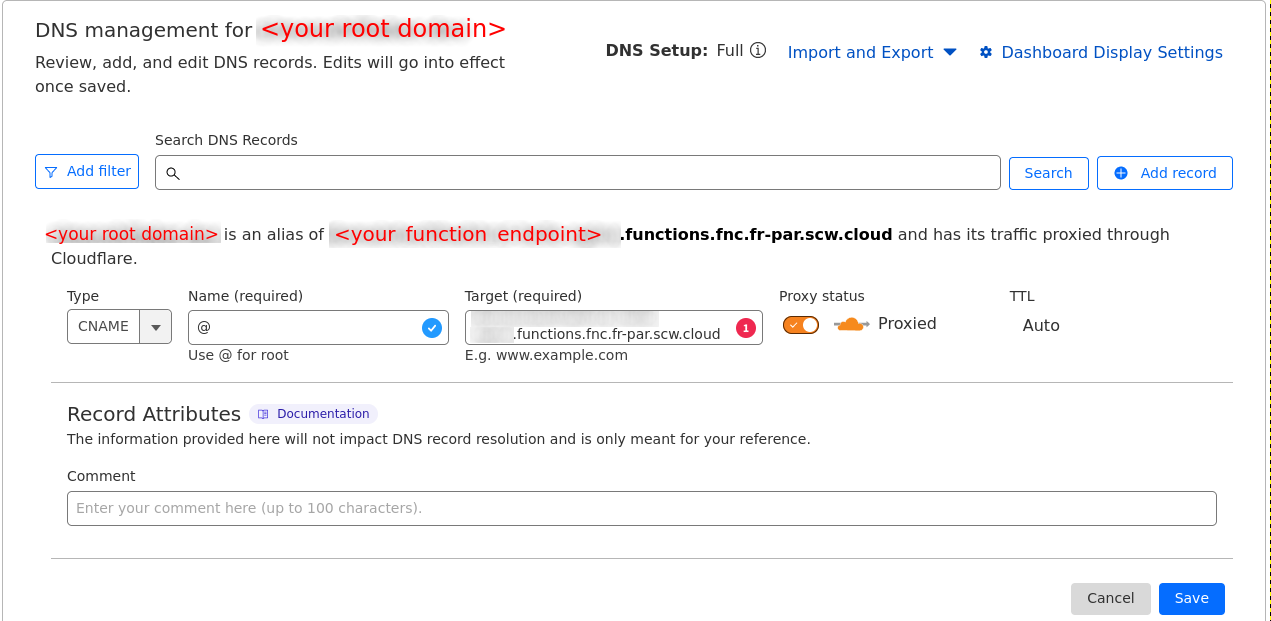 DNS management for <your root domain>
Review, add, and edit DNS records. Edits will go into effect
once saved.
DNS Setup: Full
Import and Export
Dashboard Display Settings
Search DNS Records
Add filter
Search
Add record
<your root domain> is an alias of <your function endpoint>.functions.fnc.fr-par.scw.cloud and has its traffic proxied through
Cloudflare.
Type
Name (required)
Target (required)
Proxy status
TTL
CNAME
@
.functions.fnc.fr-par.scw.cloud
1
Proxied
Auto
Use @ for root
E.g. www.example.com
Record Attributes
Documentation
The information provided here will not impact DNS record resolution and is only meant for your reference.
Comment
Enter your comment here (up to 100 characters).
Cancel
Save